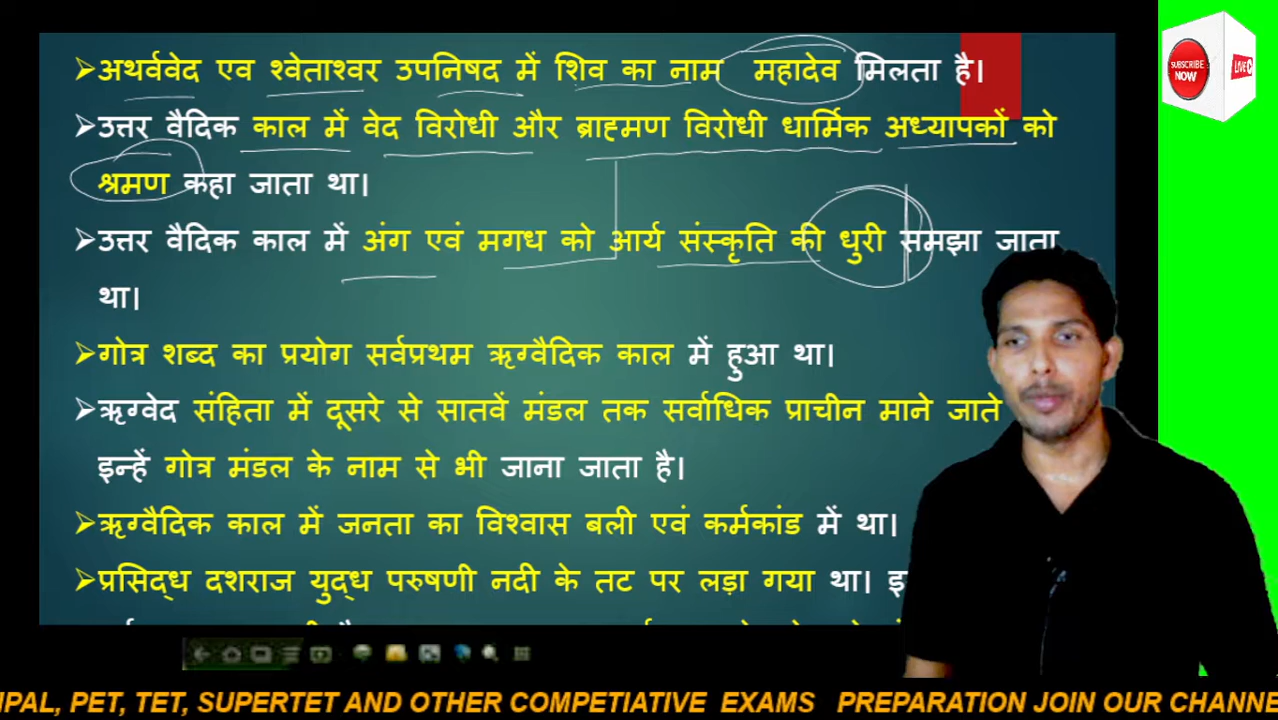 ➢अथर्ववेद एव श्वेताश्वर उपनिषद में शिव का नाम महादेव मिलता है।
➢उत्तर वैदिक काल में वेद विरोधी और ब्राह्मण विरोधी धार्मिक अध्यापकों को
श्रमण कहा जाता था।
➢उत्तर वैदिक काल में अंग एवं मगध को आर्य संस्कृति की धुरी समझा जाता
था।
➢गोत्र शब्द का प्रयोग सर्वप्रथम ऋग्वैदिक काल में हुआ था।
➢ऋग्वेद संहिता में दूसरे से सातवें मंडल तक सर्वाधिक प्राचीन माने जाते
इन्हें गोत्र मंडल के नाम से भी जाना जाता है।
➢ऋग्वैदिक काल में जनता का विश्वास बली एवं कर्मकांड में था।
➢प्रसिद्ध दशराज युद्ध परुषणी नदी के तट पर लड़ा गया था।
SUBSCRIBE NOW
LIVE
IPAL, PET, TET, SUPERTET AND OTHER COMPETIATIVE EXAMS PREPARATION JOIN OUR CHANNE